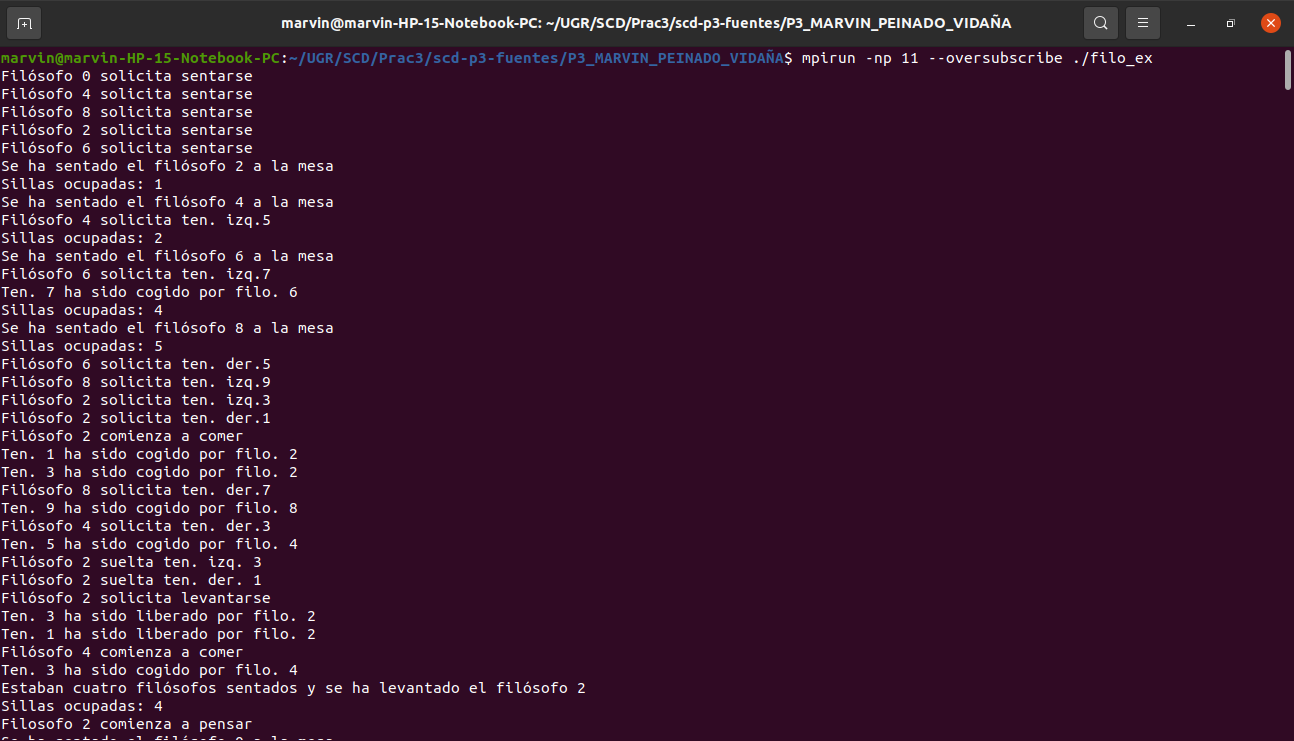 marvin@marvin-HP-15-Notebook-PC: ~/UGR/SCD/Prac3/scd-p3-fuentes/P3_MARVIN_PEINADO_VIDAÑA
marvin@marvin-HP-15-Notebook-PC:~/UGR/SCD/Prac3/scd-p3-fuentes/P3_MARVIN_PEINADO_VIDAÑA$ mpirun -np 11 --oversubscribe ./filo_ex
Filósofo 0 solicita sentarse
Filósofo 4 solicita sentarse
Filósofo 8 solicita sentarse
Filósofo 2 solicita sentarse
Filósofo 6 solicita sentarse
Se ha sentado el filósofo 2 a la mesa
Sillas ocupadas: 1
Se ha sentado el filósofo 4 a la mesa
Filósofo 4 solicita ten. izq.5
Sillas ocupadas: 2
Se ha sentado el filósofo 6 a la mesa
Filósofo 6 solicita ten. izq.7
Ten. 7 ha sido cogido por filo. 6
Sillas ocupadas: 4
Se ha sentado el filósofo 8 a la mesa
Sillas ocupadas: 5
Filósofo 6 solicita ten. der.5
Filósofo 8 solicita ten. izq.9
Filósofo 2 solicita ten. izq.3
Filósofo 2 solicita ten. der.1
Filósofo 2 comienza a comer
Ten. 1 ha sido cogido por filo. 2
Ten. 3 ha sido cogido por filo. 2
Filósofo 8 solicita ten. der.7
Ten. 9 ha sido cogido por filo. 8
Filósofo 4 solicita ten. der.3
Ten. 5 ha sido cogido por filo. 4
Filósofo 2 suelta ten. izq. 3
Filósofo 2 suelta ten. der. 1
Filósofo 2 solicita levantarse
Ten. 3 ha sido liberado por filo. 2
Ten. 1 ha sido liberado por filo. 2
Filósofo 4 comienza a comer
Ten. 3 ha sido cogido por filo. 4
Estaban cuatro filósofos sentados y se ha levantado el filósofo 2
Sillas ocupadas: 4
Filosofo 2 comienza a pensar
Se ha sentado el filósofo 0 a la mesa